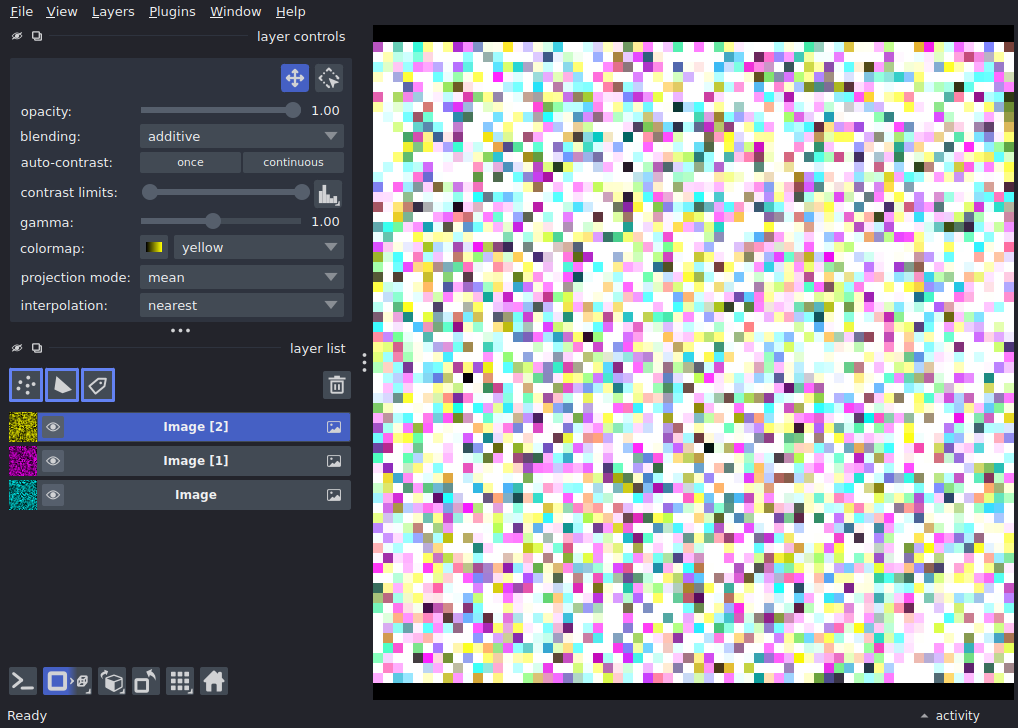 File View Layers Plugins Window Help
layer controls
opacity: 1.00
blending: additive
auto-contrast: once continuous
contrast limits:
gamma: 1.00
colormap: yellow
projection mode: mean
interpolation: nearest
layer list
Image [2]
Image [1]
Image
Ready
activity